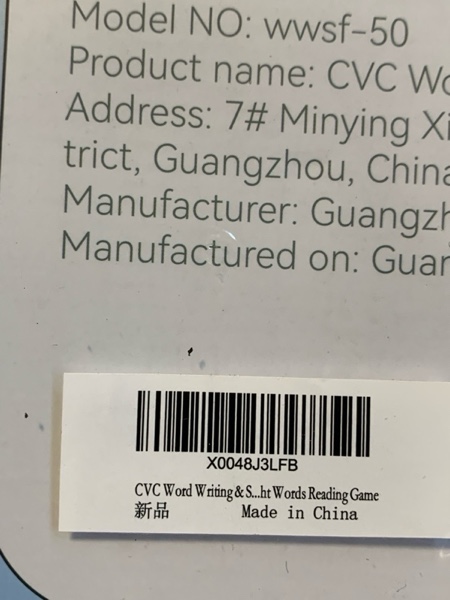 Model NO: wwsf-50
Product name: CVC
Address: 7# Minying
trict, Guangzhou, China
Manufacturer:
Manufactured on:
X0048J3LFB
CVC Word Writing & S...ht Words Reading Game
新品 Made in China